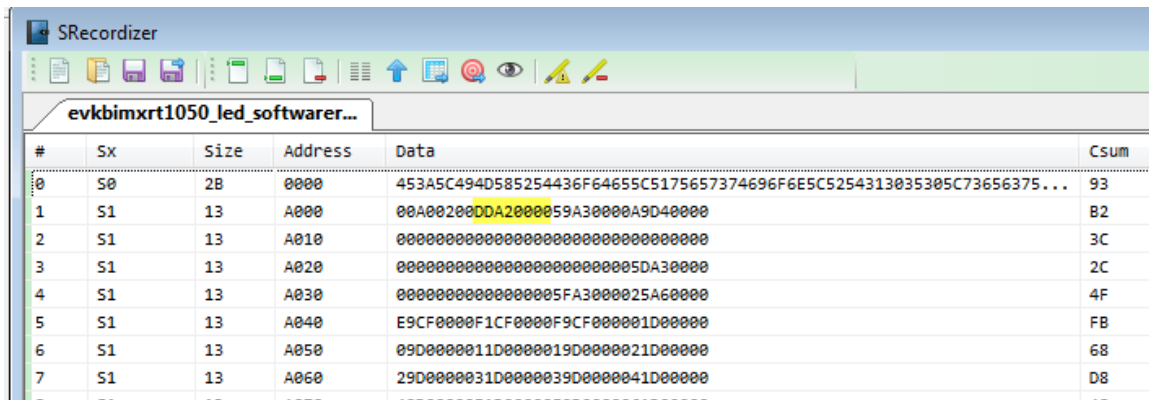 SRecordizer
evkbimxrt1050_led_softwarer...
# Sx Size Address Data Csum
0 S0 2B 0000 453A5C494D585254436F64655C5175657374696F6E5C5254313035305C73656375... 93
1 S1 13 A000 00A00200DDA2000059A30000A9D40000 B2
2 S1 13 A010 00000000000000000000000000000000 3C
3 S1 13 A020 0000000000000000000000005DA30000 2C
4 S1 13 A030 00000000000000005FA3000025A60000 4F
5 S1 13 A040 E9CF0000F1CF0000F9CF000001D00000 FB
6 S1 13 A050 09D0000011D0000019D0000021D00000 68
7 S1 13 A060 29D0000031D0000039D0000041D00000 D8